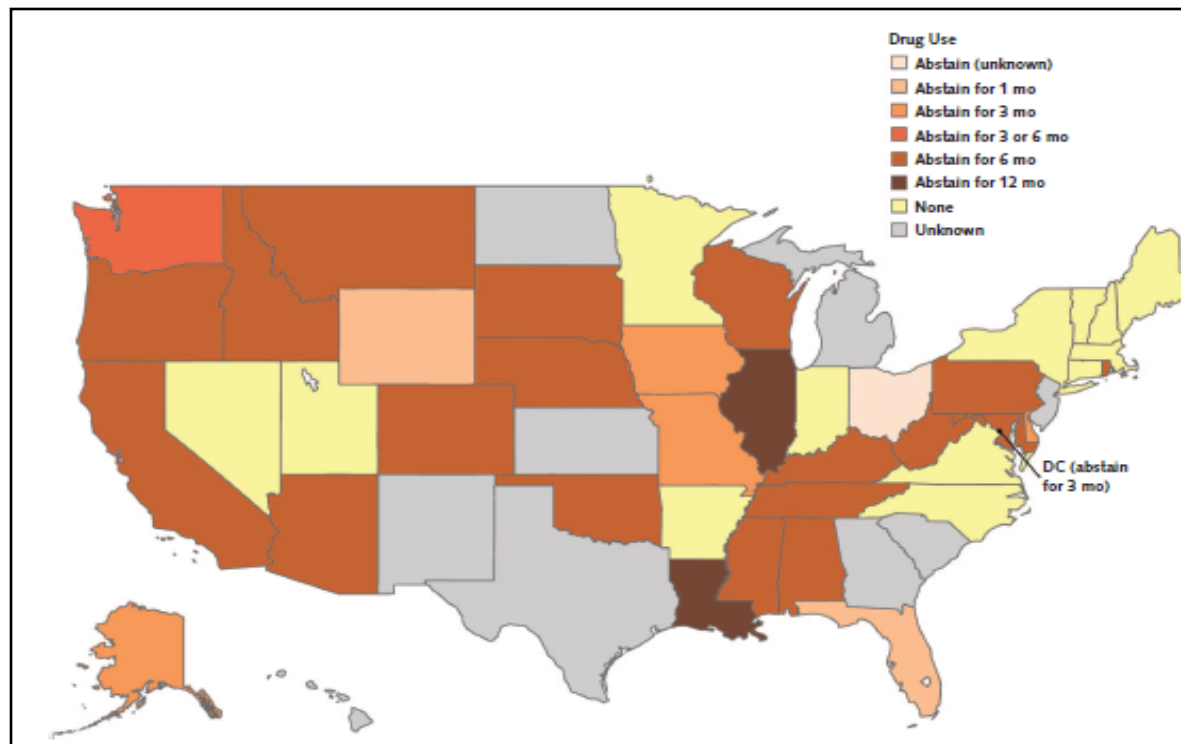 Drug Use
Abstain (unknown)
Abstain for 1 mo
Abstain for 3 mo
Abstain for 3 or 6 mo
Abstain for 6 mo
Abstain for 12 mo
None
Unknown
DC (abstain
for 3 mo)